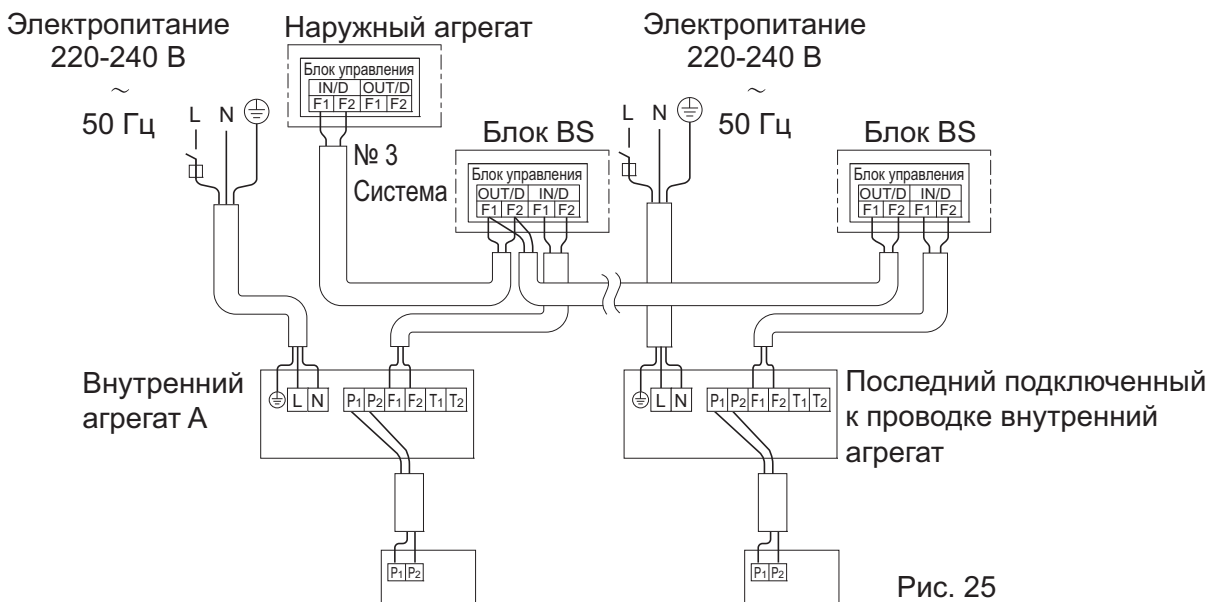 Электропитание
220-240 В
~
50 Гц
L N
Наружный агрегат
Блок управления
IN/D OUT/D
F1 F2 F1 F2
№ 3
Система
Блок BS
Блок управления
OUT/D IN/D
F1 F2 F1 F2
Электропитание
220-240 В
~
50 Гц
L N
Блок BS
Блок управления
OUT/D IN/D
F1 F2 F1 F2
Внутренний
агрегат А
L N
P1 P2 F1 F2 T1 T2
P1 P2
L N
P1 P2 F1 F2 T1 T2
Последний подключенный
к проводке внутренний
агрегат
P1 P2
Рис. 25